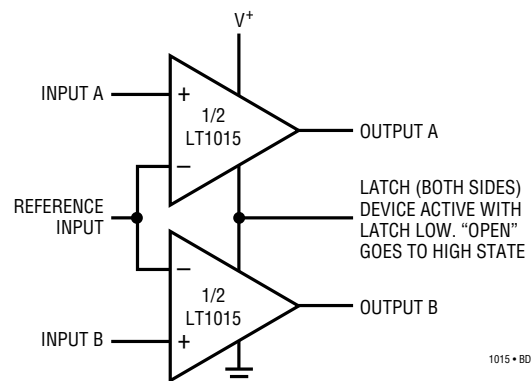 V+
INPUT A
+
1/2
LT1015
−
OUTPUT A
REFERENCE
INPUT
LATCH (BOTH SIDES)
DEVICE ACTIVE WITH
LATCH LOW. “OPEN”
GOES TO HIGH STATE
−
1/2
LT1015
+
INPUT B
OUTPUT B
1015 • BD